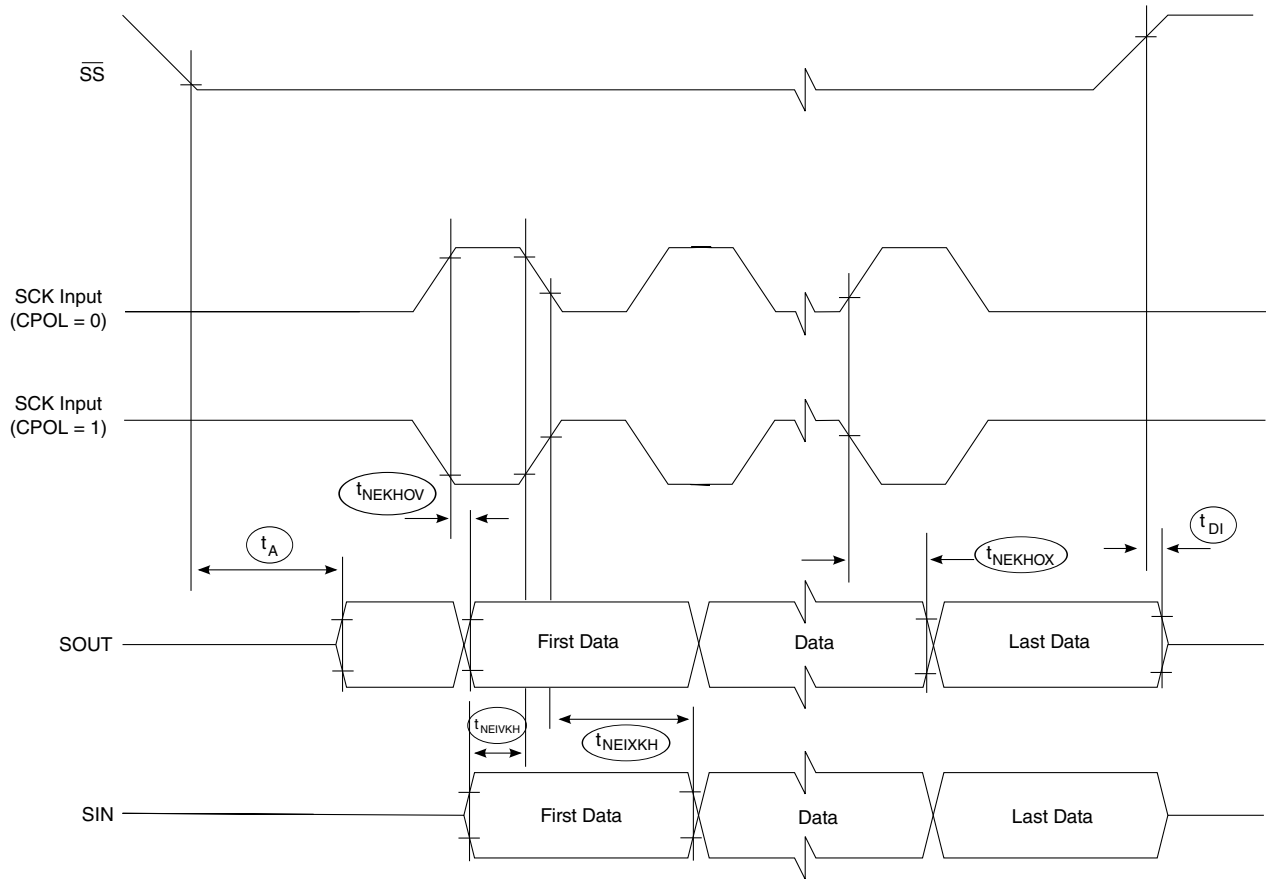 SS
SCK Input
(CPOL = 0)
SCK Input
(CPOL = 1)
tNEKHOV
tA
tNEKHOX
tDI
SOUT
First Data
Data
Last Data
tNEIVKH
tNEIXKH
SIN
First Data
Data
Last Data